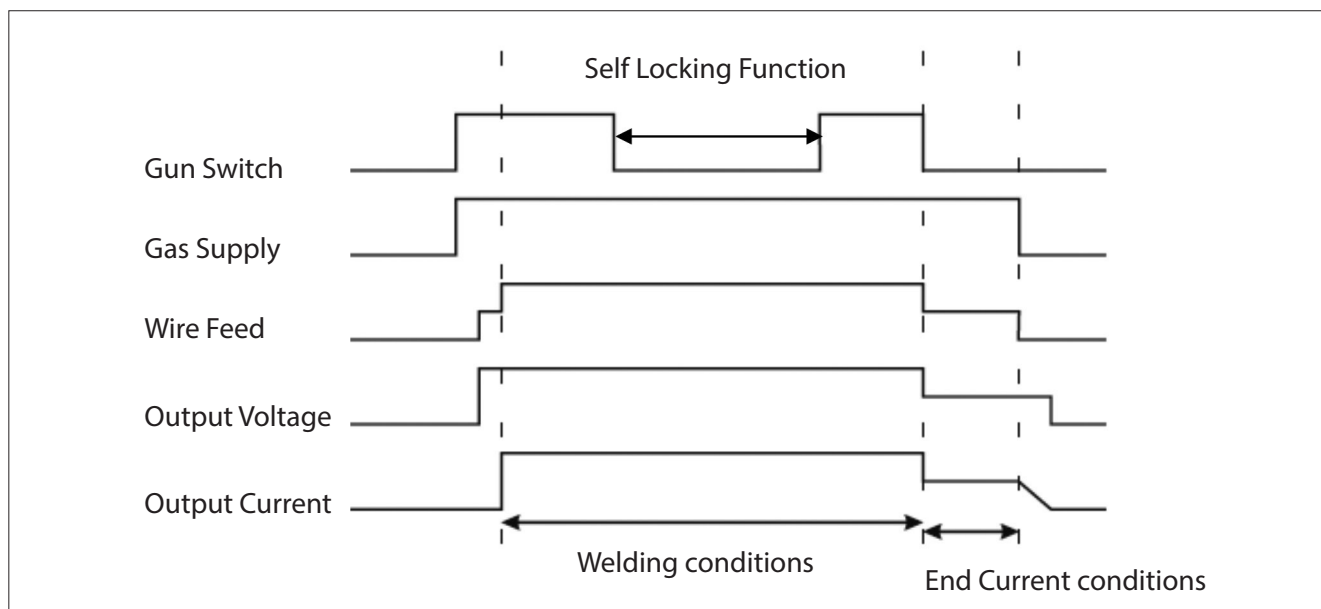 Self Locking Function
Gun Switch
Gas Supply
Wire Feed
Output Voltage
Output Current
Welding conditions
End Current conditions